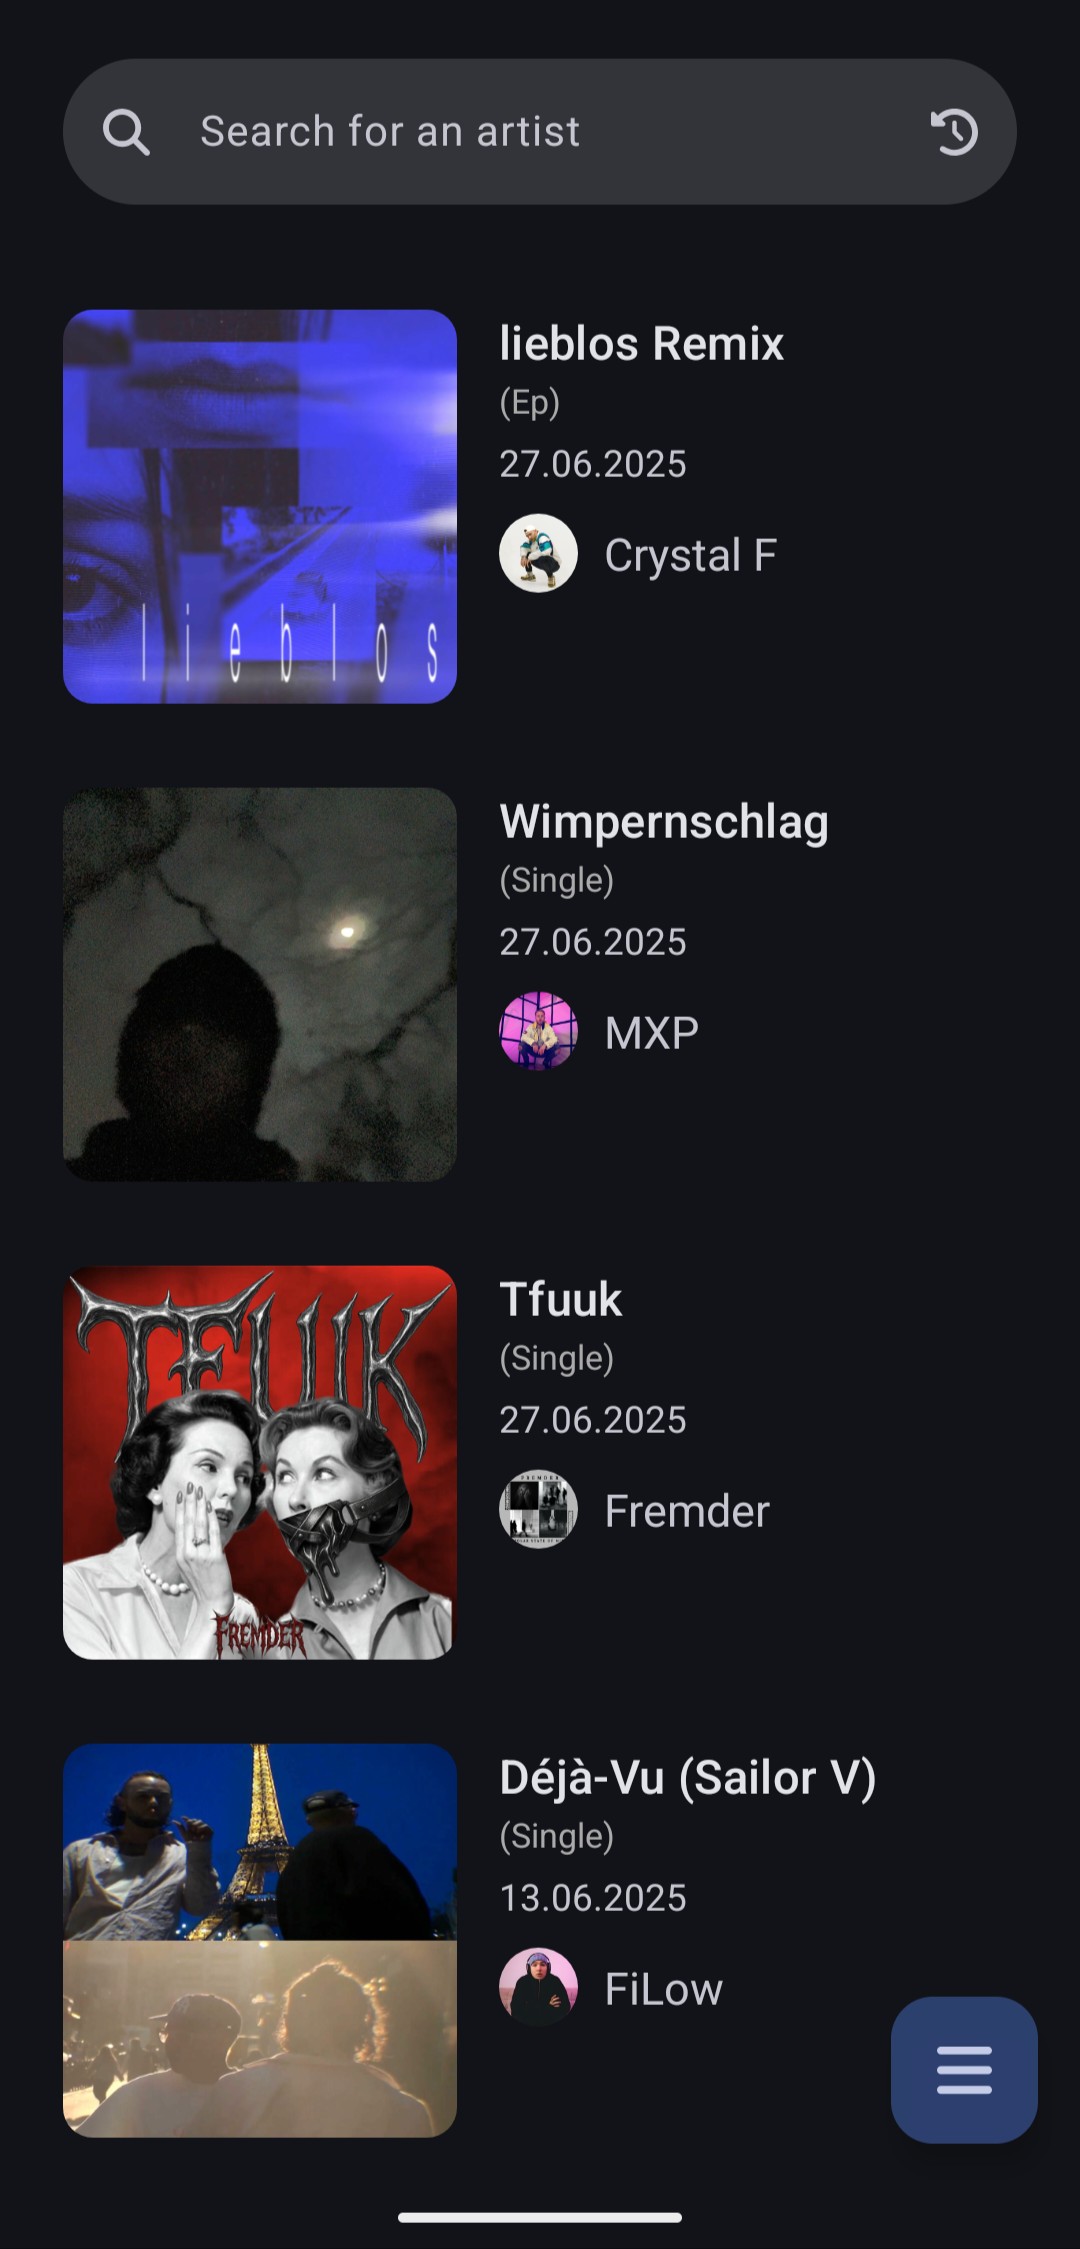 Search for an artist
lieblos
lieblos Remix
(Ep)
27.06.2025
Crystal F
Wimpernschlag
(Single)
27.06.2025
MXP
TFUUK
FREMDER
Tfuuk
(Single)
27.06.2025
Fremder
Déjà-Vu (Sailor V)
(Single)
13.06.2025
FiLow